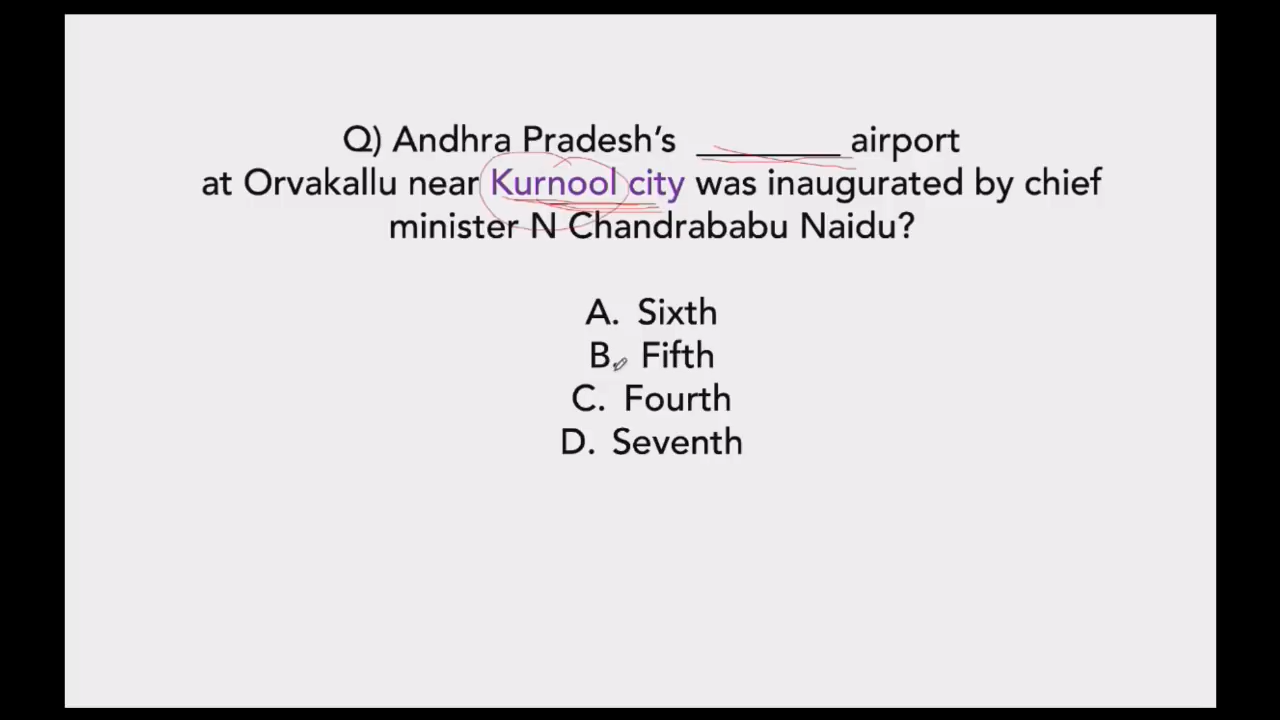 Q) Andhra Pradesh's ________ airport
at Orvakallu near Kurnool city was inaugurated by chief
minister N Chandrababu Naidu?
A. Sixth
B. Fifth
C. Fourth
D. Seventh